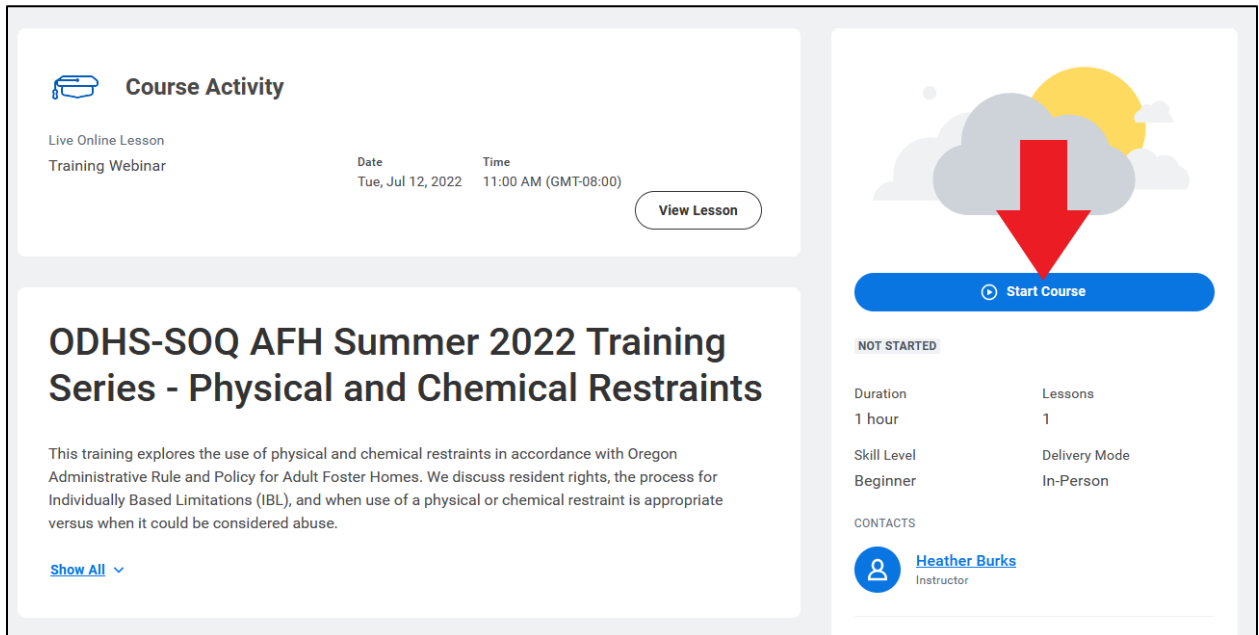 Course Activity
Live Online Lesson
Training Webinar
Date
Tue, Jul 12, 2022
Time
11:00 AM (GMT-08:00)
View Lesson
ODHS-SOQ AFH Summer 2022 Training
Series - Physical and Chemical Restraints
This training explores the use of physical and chemical restraints in accordance with Oregon
Administrative Rule and Policy for Adult Foster Homes. We discuss resident rights, the process for
Individually Based Limitations (IBL), and when use of a physical or chemical restraint is appropriate
versus when it could be considered abuse.
Show All
Start Course
NOT STARTED
Duration
1 hour
Lessons
1
Skill Level
Beginner
Delivery Mode
In-Person
CONTACTS
Heather Burks
Instructor